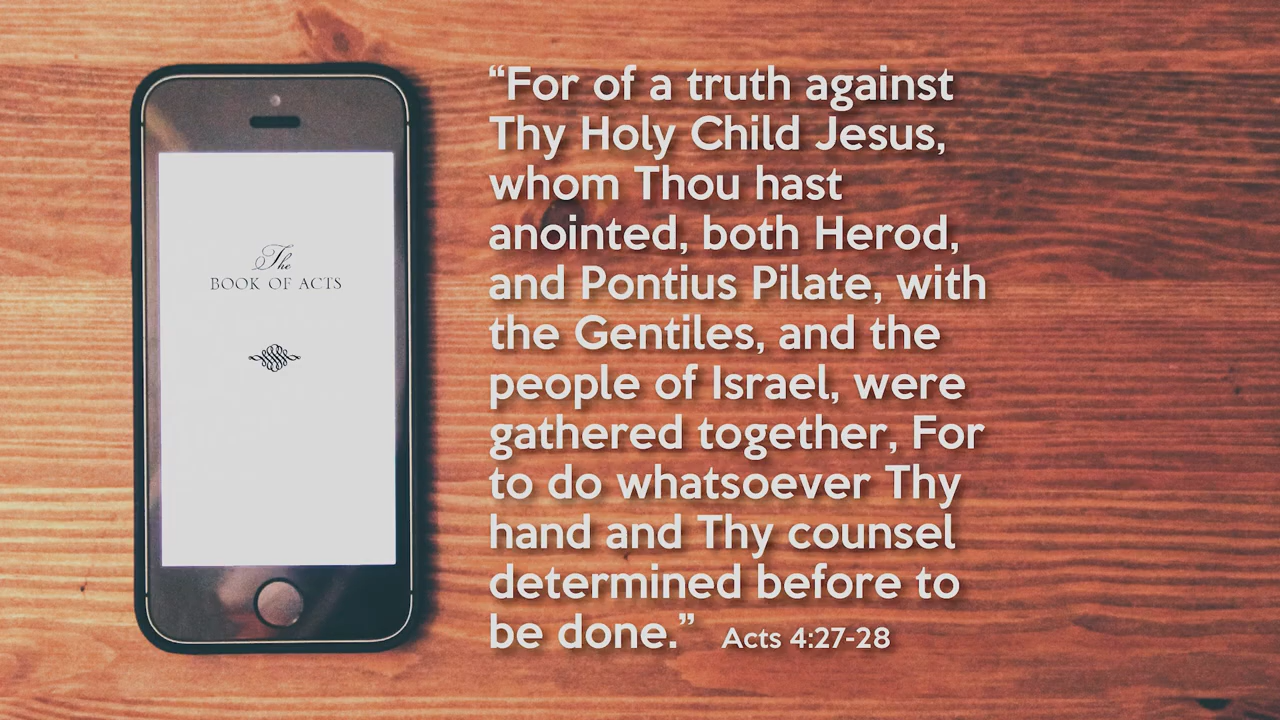 The
BOOK OF ACTS
“For of a truth against
Thy Holy Child Jesus,
whom Thou hast
anointed, both Herod,
and Pontius Pilate, with
the Gentiles, and the
people of Israel, were
gathered together, For
to do whatsoever Thy
hand and Thy counsel
determined before to
be done.” Acts 4:27-28